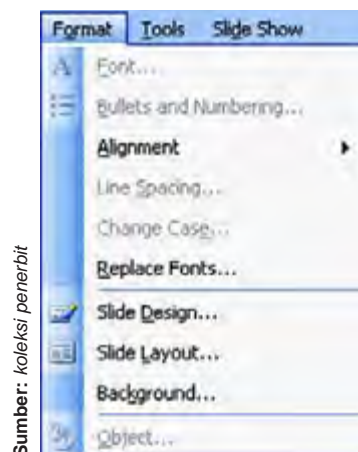 Format Tools Slide Show
Font...
Bullets and Numbering...
Alignment
Line Spacing...
Change Case...
Replace Fonts...
Slide Design...
Slide Layout...
Background...
Object...
Sumber: koleksi penerbit